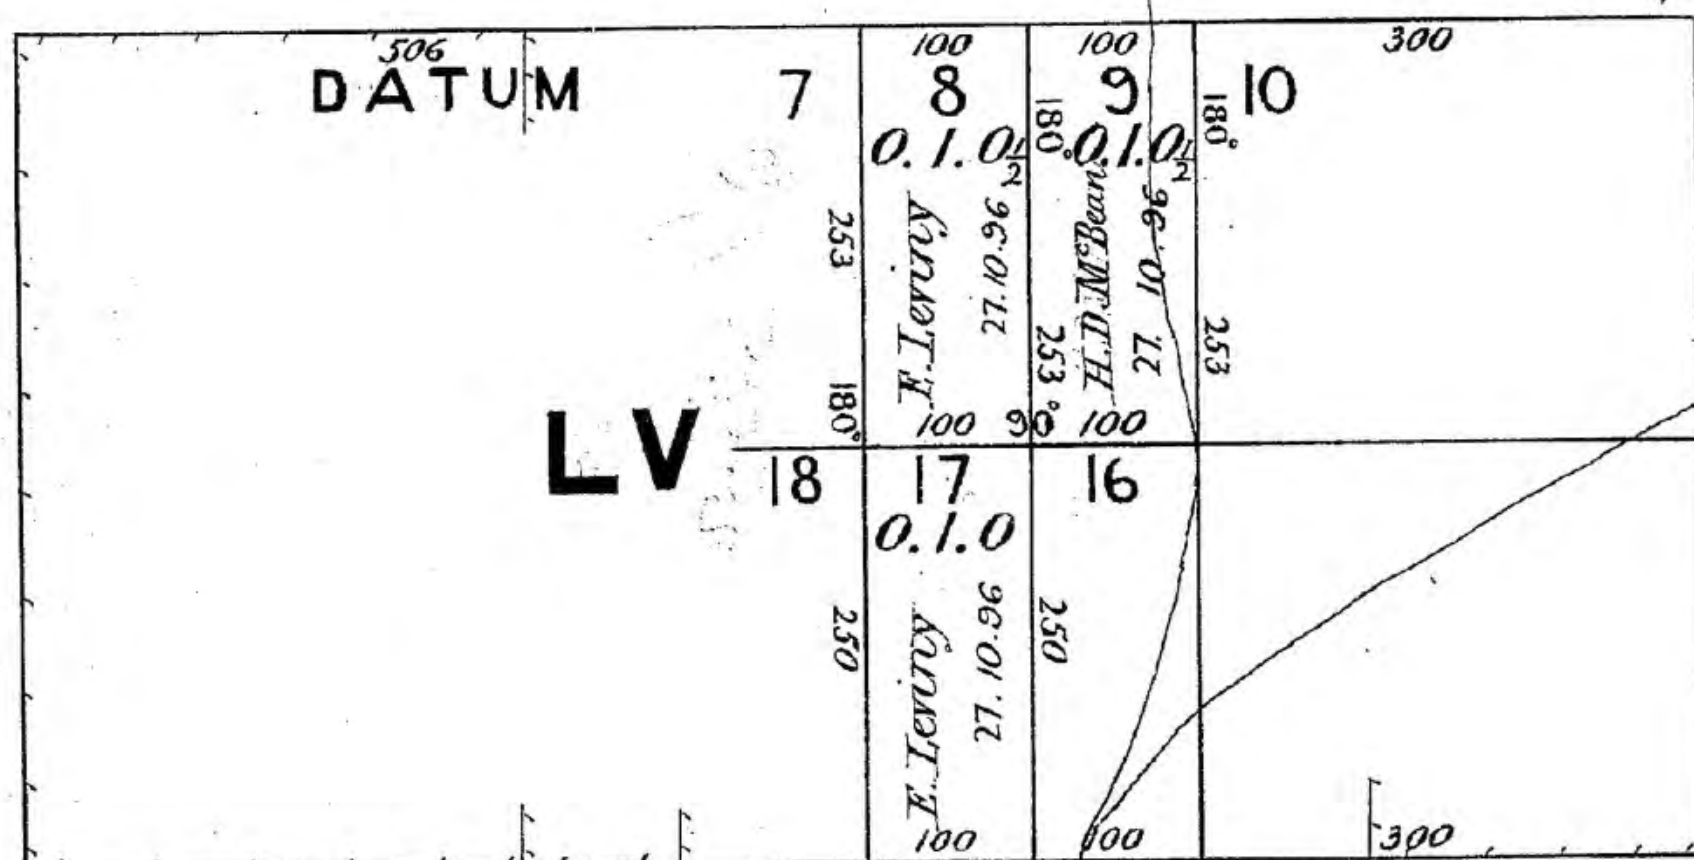 506 100 100 300
DATUM 7 8 9 10
0.1.0½ 180° 0.1.0½ 180°
253 E. Lenny 27.10.96 253 H.D. McBean 27.10.96 253
180° 100 90° 100
LV 18 17 16
0.1.0
250 E. Lenny 27.10.96 250
100 100 300